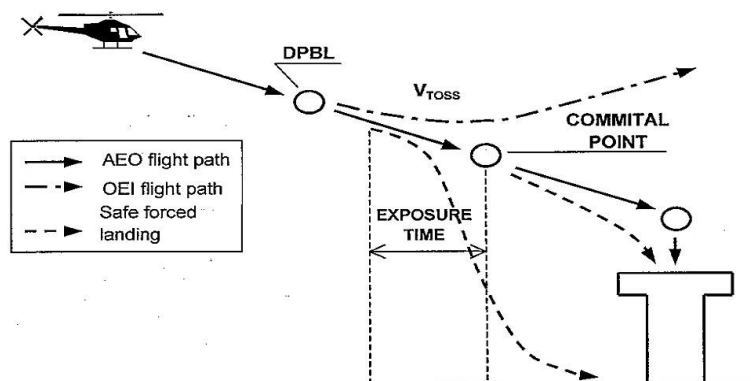 DPBL
VTOSS
COMMITAL
POINT
AEO flight path
OEI flight path
Safe forced
landing
EXPOSURE
TIME